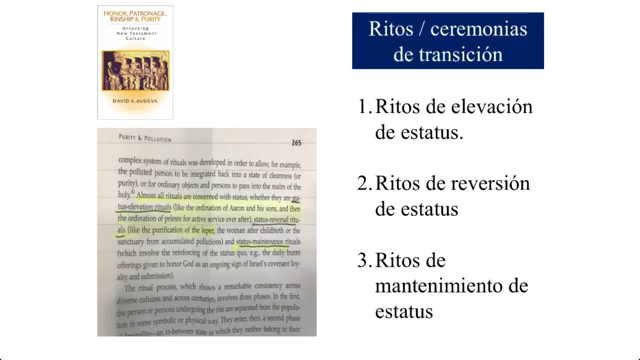 HONOR, PATRONAGE,
KINSHIP & PURITY
Unlocking
New Testament
Culture
DAVID A. deSILVA
PURITY & POLLUTION 265
complex system of rituals was developed in order to allow, for example,
the polluted person to be integrated back into a state of cleanness (or
purity), or for ordinary objects and persons to pass into the realm of the
holy. Almost all rituals are concerned with status, whether they are sta-
tus-elevation rituals (like the ordination of Aaron and his sons, and then
the ordination of priests for active service ever after), status-reversal ritu-
als (like the purification of the leper, the woman after childbirth or the
sanctuary from accumulated pollutions) and status-maintenance rituals
(which involve the reinforcing of the status quo, e.g., the daily burnt
offerings given to honor God as an ongoing sign of Israel's covenant loy-
alty and submission).
The ritual process, which shows a remarkable consistency across
diverse cultures and across centuries, involves three phases. In the first,
the person or persons undergoing the rite are separated from the popula-
tion in some symbolic or physical way. They enter, then, a second phase
an in-between state in which they neither belong to their
Ritos / ceremonias
de transición
1. Ritos de elevación
de estatus.
2. Ritos de reversión
de estatus
3. Ritos de
mantenimiento de
estatus